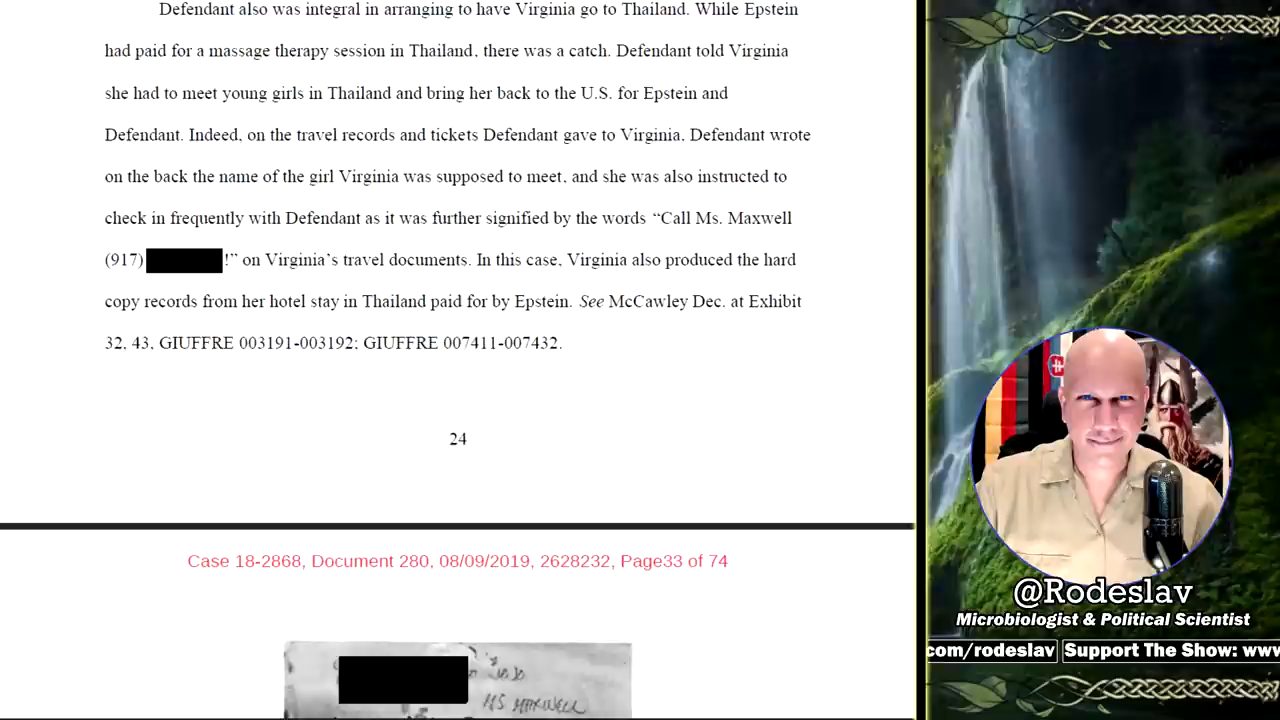 Defendant also was integral in arranging to have Virginia go to Thailand. While Epstein
had paid for a massage therapy session in Thailand, there was a catch. Defendant told Virginia
she had to meet young girls in Thailand and bring her back to the U.S. for Epstein and
Defendant. Indeed, on the travel records and tickets Defendant gave to Virginia, Defendant wrote
on the back the name of the girl Virginia was supposed to meet, and she was also instructed to
check in frequently with Defendant as it was further signified by the words “Call Ms. Maxwell
(917) !” on Virginia’s travel documents. In this case, Virginia also produced the hard
copy records from her hotel stay in Thailand paid for by Epstein. See McCawley Dec. at Exhibit
32, 43, GIUFFRE 003191-003192; GIUFFRE 007411-007432.
24
Case 18-2868, Document 280, 08/09/2019, 2628232, Page33 of 74
MS MAXWELL
@Rodeslav
Microbiologist & Political Scientist
com/rodeslav Support The Show: www